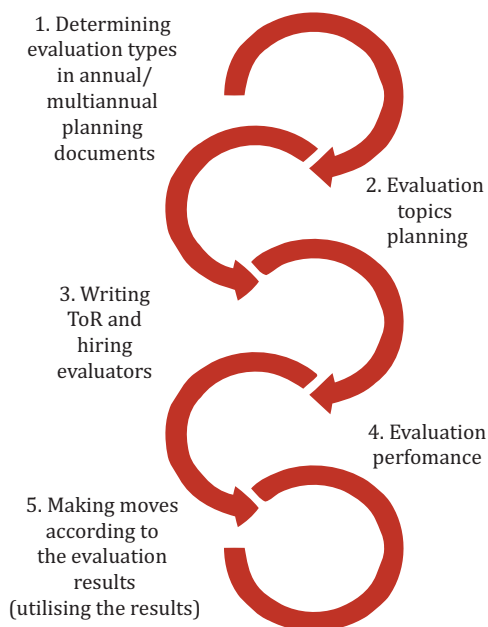 1. Determining
evaluation types
in annual/
multiannual
planning
documents
2. Evaluation
topics
planning
3. Writing
ToR and
hiring
evaluators
4. Evaluation
perfomance
5. Making moves
according to
the evaluation
results
(utilising the results)